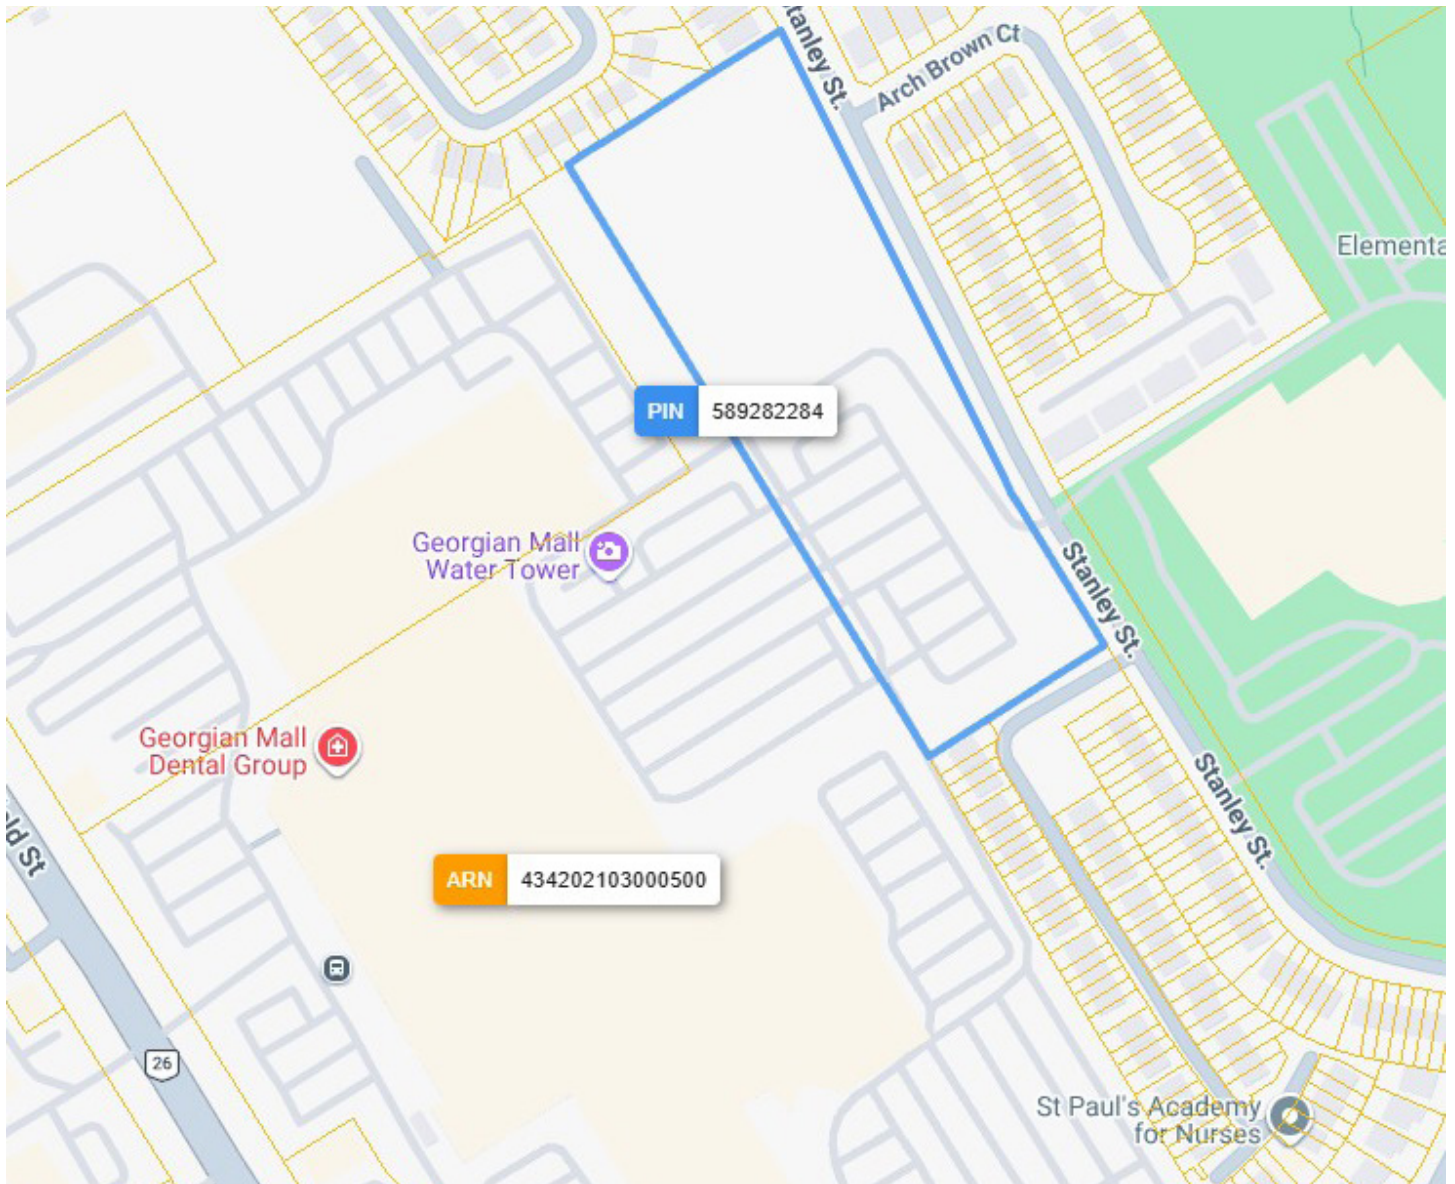 Stanley St.
Arch Brown Ct
PIN 589282284
Georgian Mall
Water Tower
Stanley St.
Georgian Mall
Dental Group
Stanley St.
ARN 434202103000500
26
St Paul's Academy
for Nurses